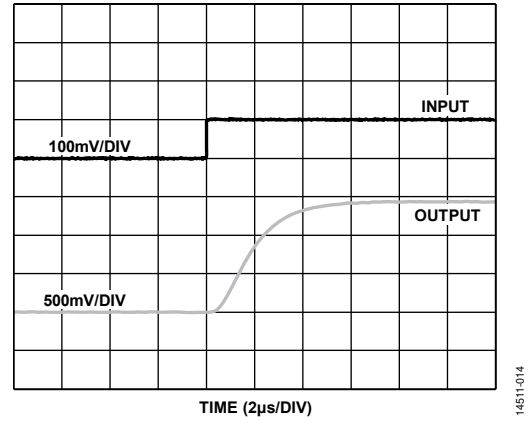 INPUT
100mV/DIV
OUTPUT
500mV/DIV
TIME (2µs/DIV)
14511-014